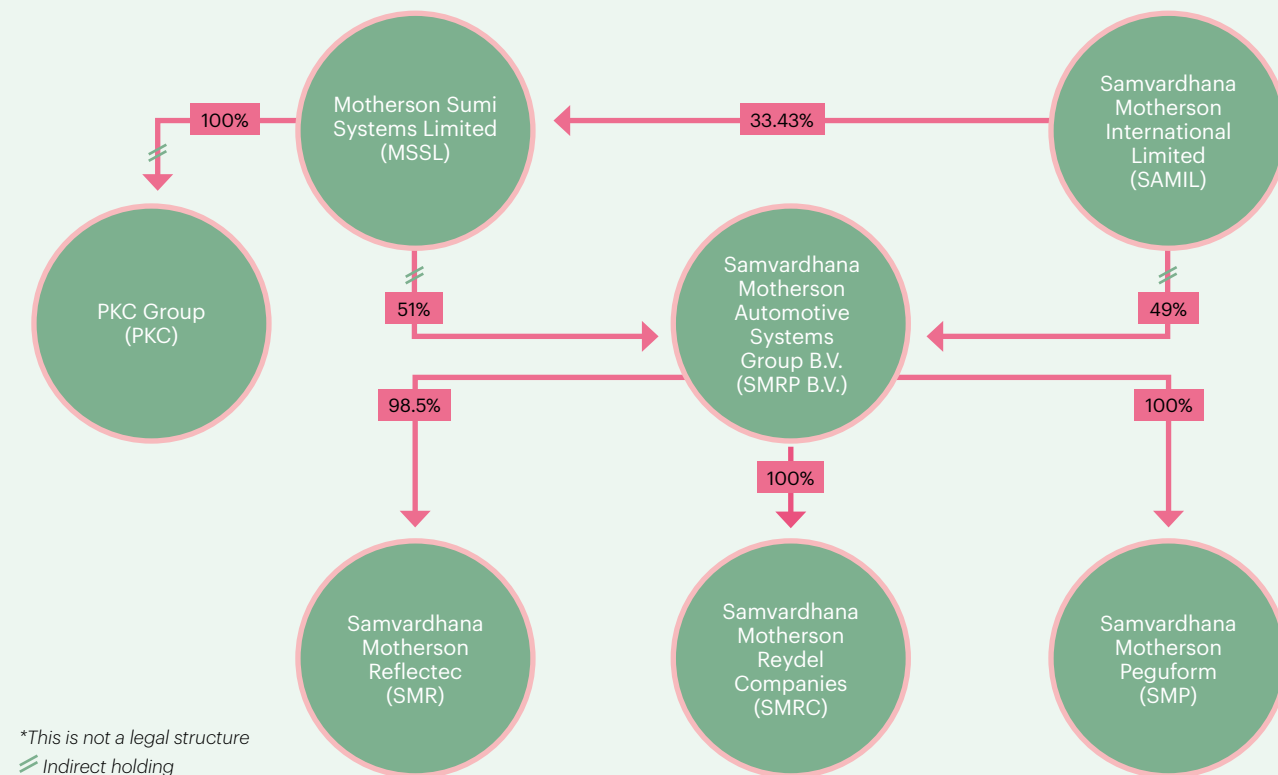 100%
Motherson Sumi
Systems Limited
(MSSL)
33.43%
Samvardhana
Motherson
International
Limited
(SAMIL)
PKC Group
(PKC)
51%
Samvardhana
Motherson
Automotive
Systems
Group B.V.
(SMRP B.V.)
49%
98.5%
100%
100%
Samvardhana
Motherson
Reflectec
(SMR)
Samvardhana
Motherson
Reydel
Companies
(SMRC)
Samvardhana
Motherson
Peguform
(SMP)
*This is not a legal structure
Indirect holding